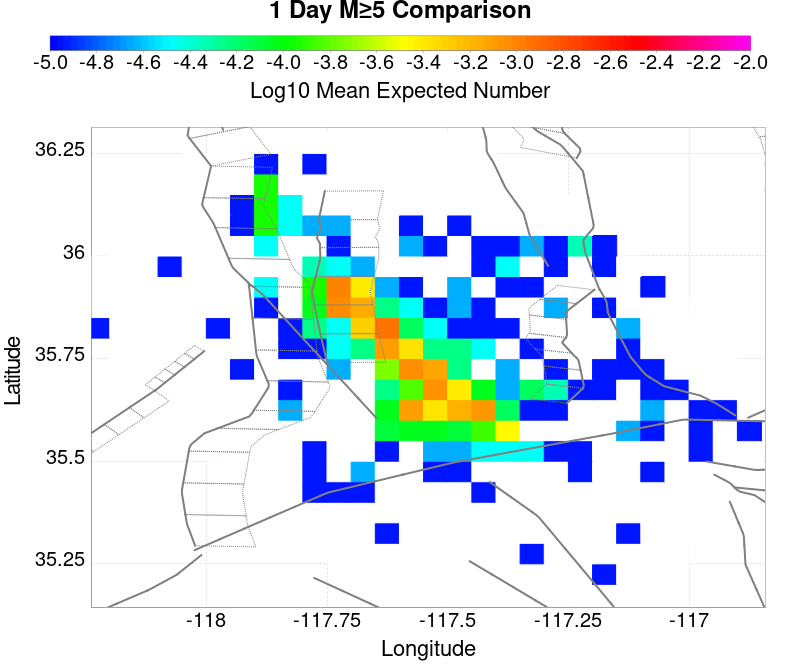 1 Day M≥5 Comparison
-5.0 -4.8 -4.6 -4.4 -4.2 -4.0 -3.8 -3.6 -3.4 -3.2 -3.0 -2.8 -2.6 -2.4 -2.2 -2.0
Log10 Mean Expected Number
36.25
36
35.75
35.5
35.25
Latitude
-118 -117.75 -117.5 -117.25 -117
Longitude